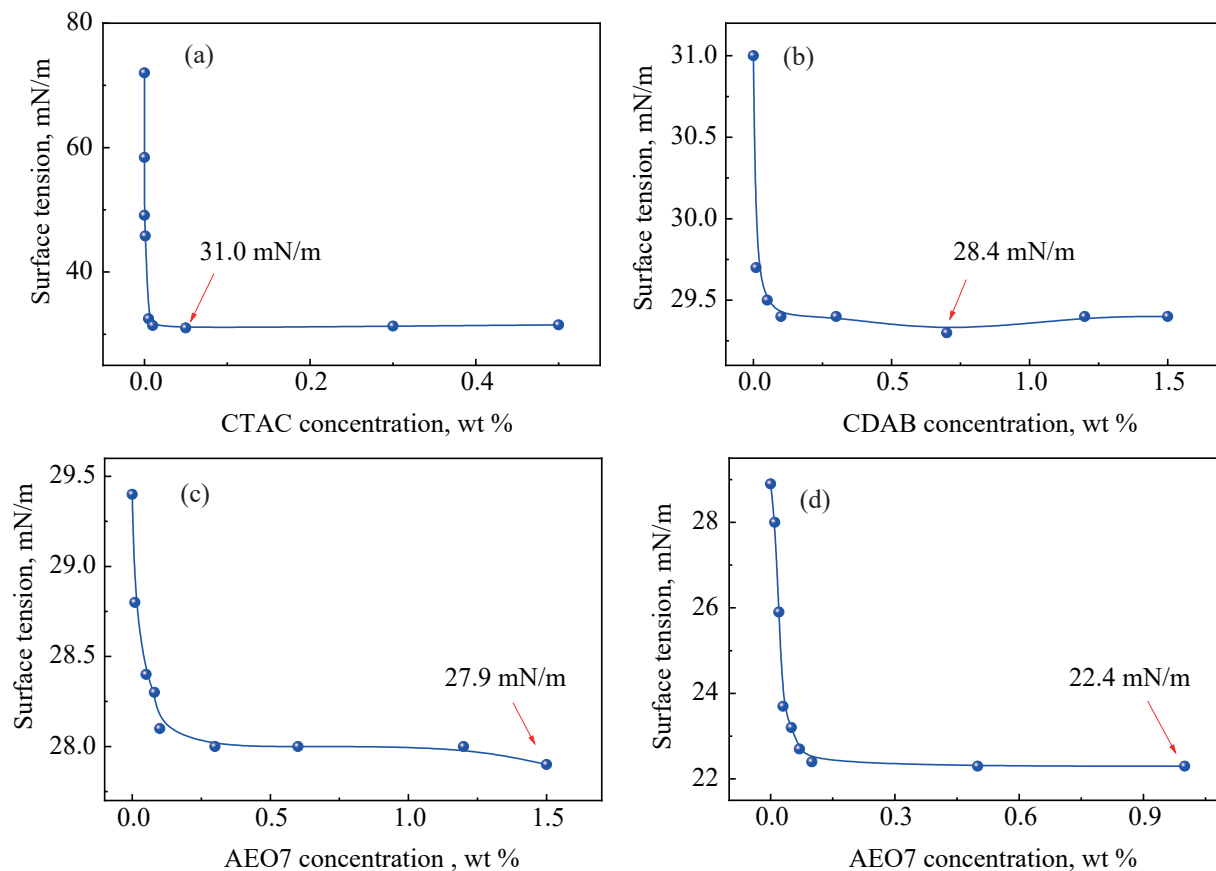 (a)
Surface tension, mN/m
80
60
40
31.0 mN/m
0.0 0.2 0.4
CTAC concentration, wt %
(b)
Surface tension, mN/m
31.0
30.5
30.0
29.5
28.4 mN/m
0.0 0.5 1.0 1.5
CDAB concentration, wt %
(c)
Surface tension, mN/m
29.5
29.0
28.5
28.0
27.9 mN/m
0.0 0.5 1.0 1.5
AEO7 concentration , wt %
(d)
Surface tension, mN/m
28
26
24
22
22.4 mN/m
0.0 0.3 0.6 0.9
AEO7 concentration, wt %